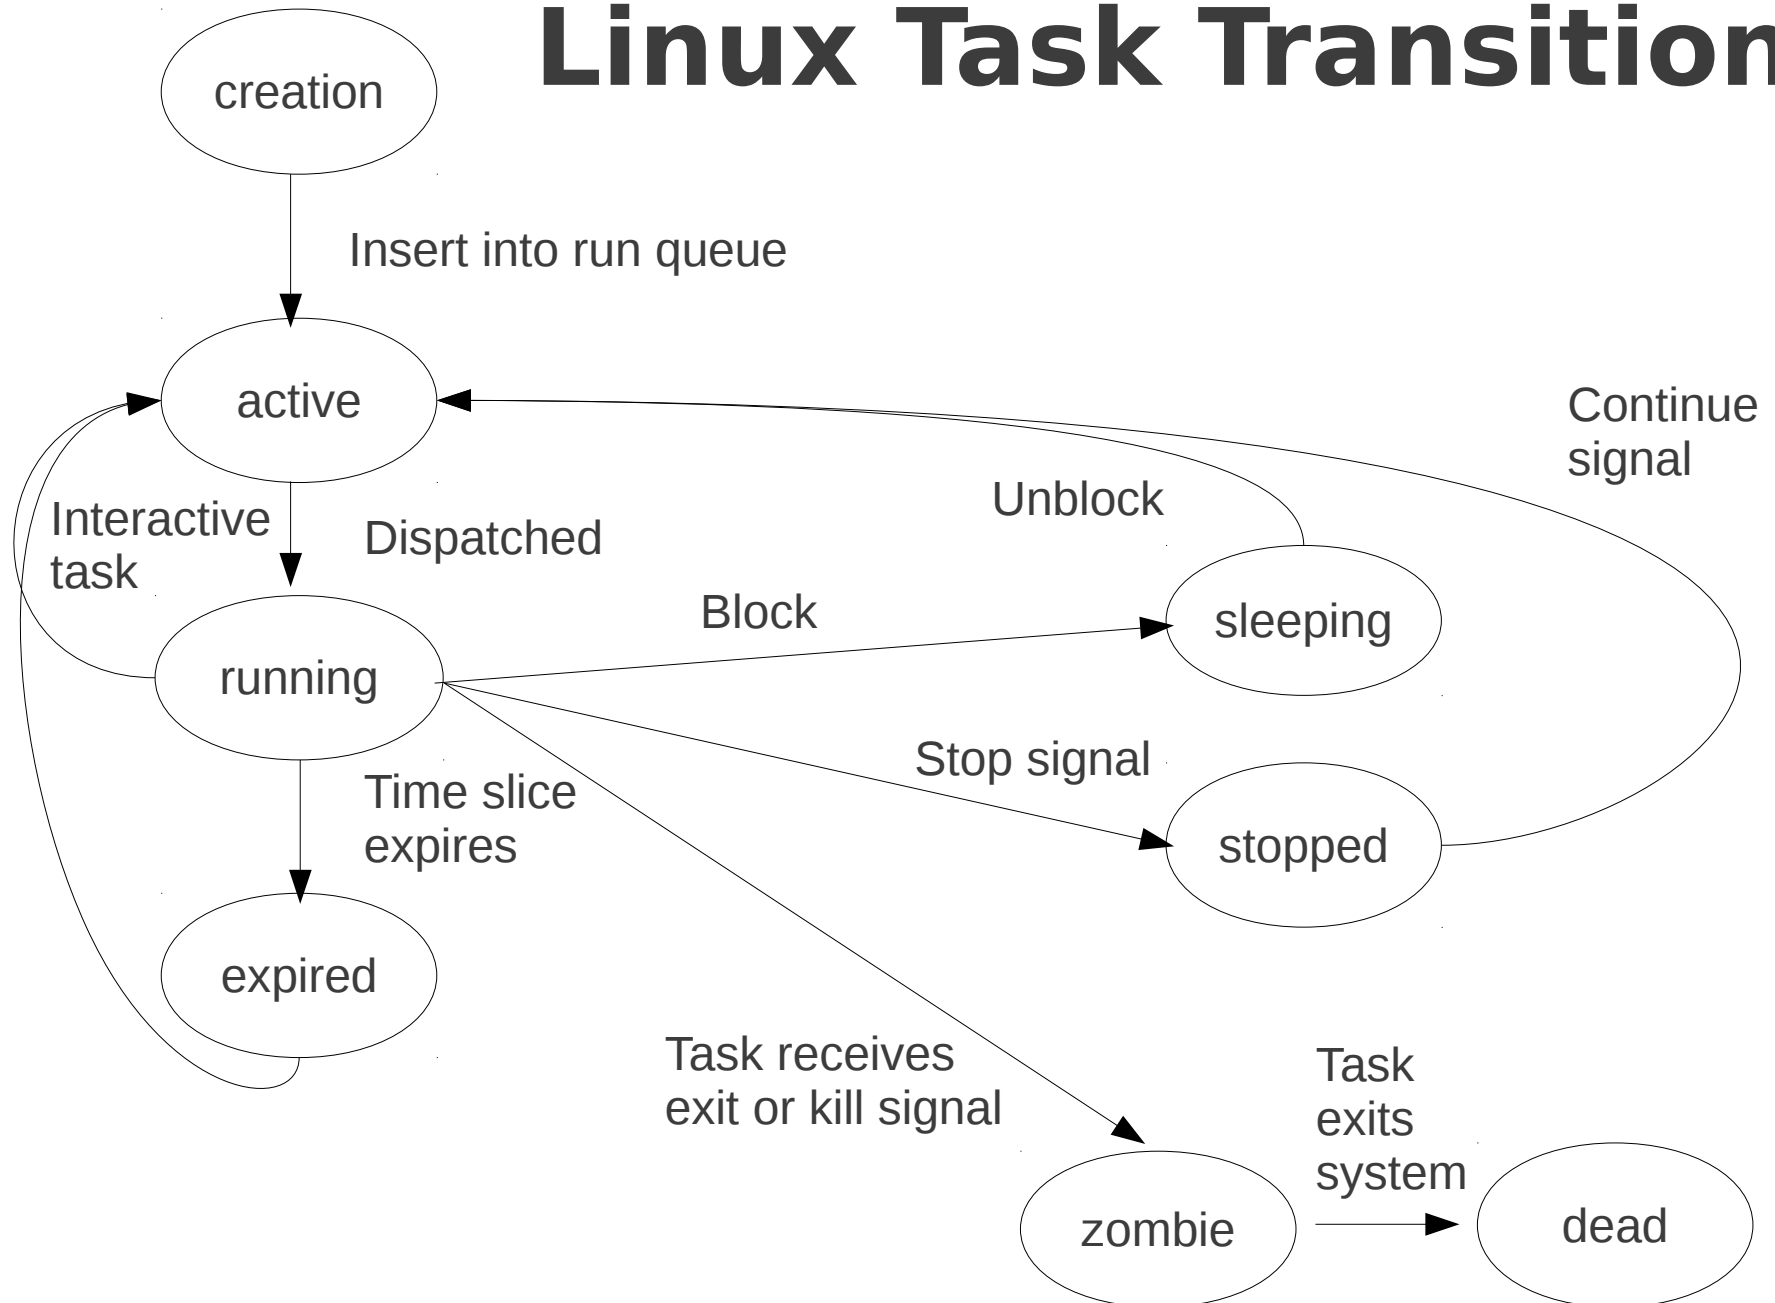 Linux Task Transition
creation
Insert into run queue
active
Continue
signal
Unblock
Interactive
task
Dispatched
Block
sleeping
running
Stop signal
Time slice
expires
stopped
expired
Task receives
exit or kill signal
Task
exits
system
zombie
dead